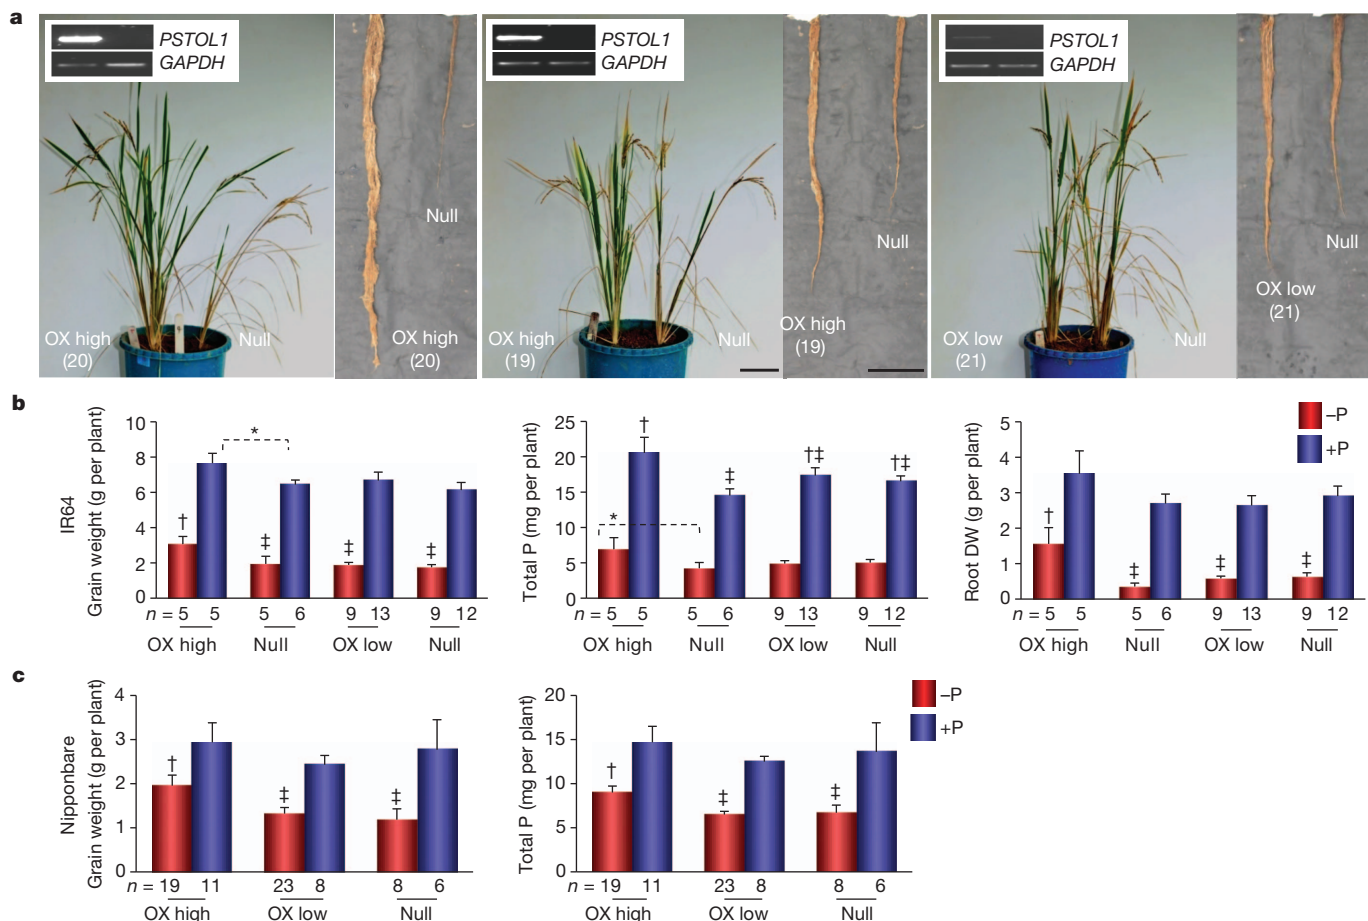 a
PSTOL1
GAPDH
Null
OX high
(20)
Null
OX high
(20)
PSTOL1
GAPDH
Null
OX high
(19)
Null
OX high
(19)
PSTOL1
GAPDH
Null
OX low
(21)
OX low
(21)
Null
b
IR64
Grain weight (g per plant)
10
8
6
4
2
0
*
†
‡
‡
‡
n = 5 5 5 6 9 13 9 12
OX high Null OX low Null
Total P (mg per plant)
25
20
15
10
5
0
*
†
‡
†‡
†‡
n = 5 5 5 6 9 13 9 12
OX high Null OX low Null
Root DW (g per plant)
5
4
3
2
1
0
†
‡
‡
‡
n = 5 5 5 6 9 13 9 12
OX high Null OX low Null
–P
+P
c
Nipponbare
Grain weight (g per plant)
4
3
2
1
0
†
‡
‡
n = 19 11 23 8 8 6
OX high OX low Null
Total P (mg per plant)
20
15
10
5
0
†
‡
‡
n = 19 11 23 8 8 6
OX high OX low Null
–P
+P